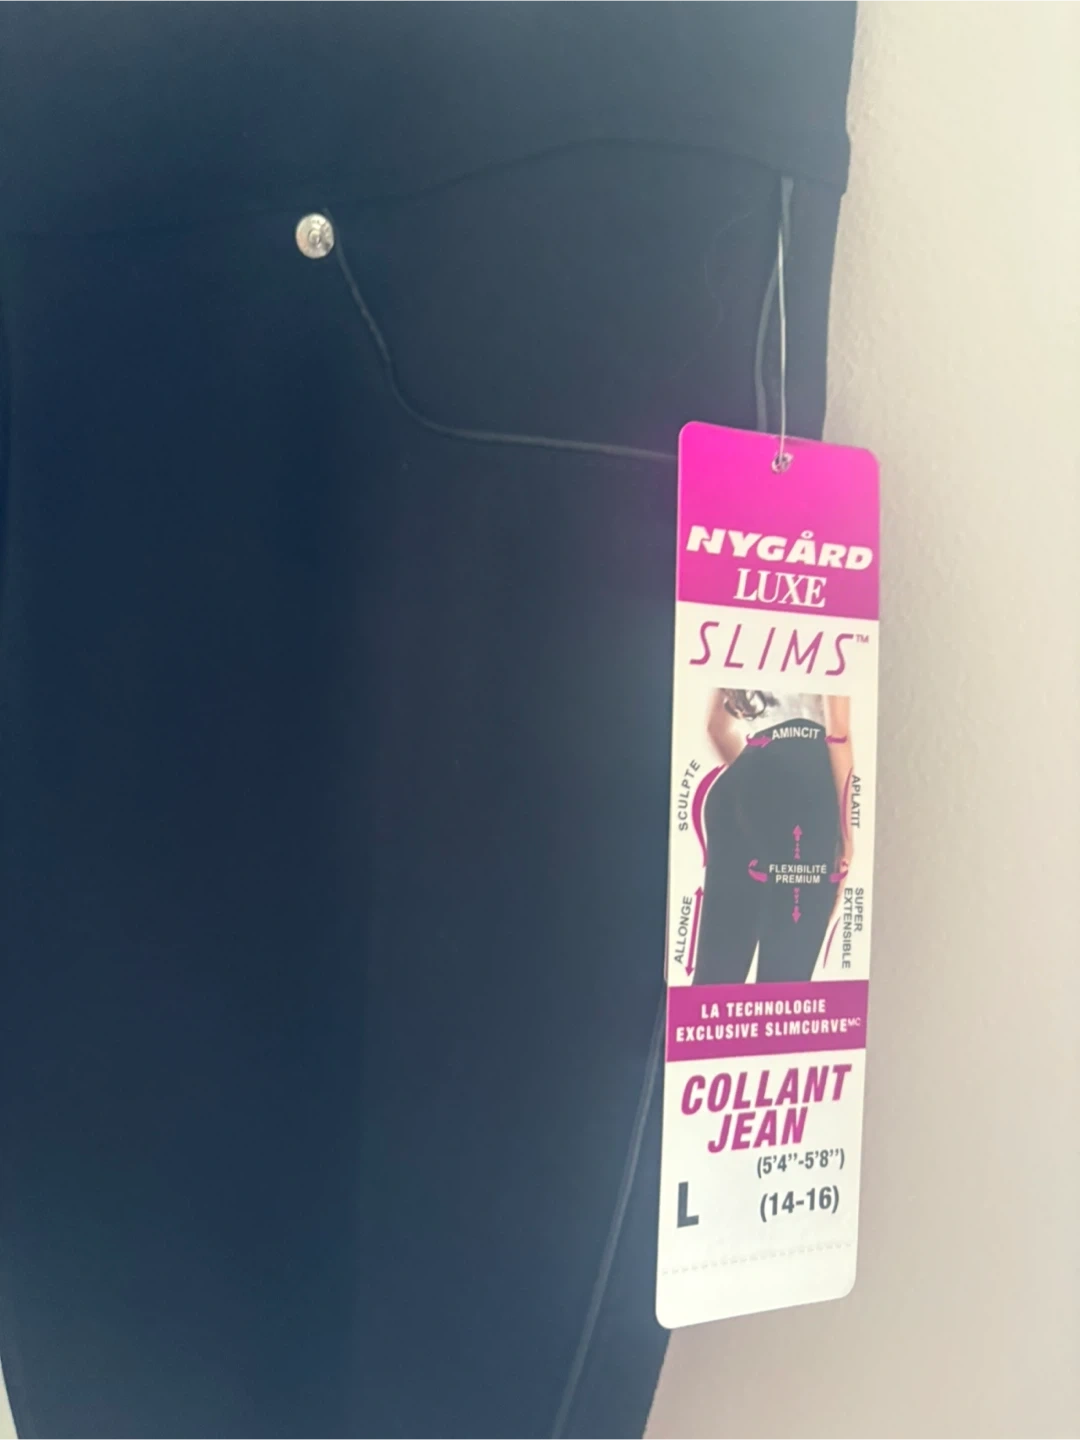 NYGÅRD
LUXE
SLIMS™
AMINCIT
SCULPTE
APLATIT
FLEXIBILITÉ
PREMIUM
ALLONGE
SUPER
EXTENSIBLE
LA TECHNOLOGIE
EXCLUSIVE SLIMCURVEᴹᶜ
COLLANT
JEAN
(5'4''-5'8'')
L (14-16)